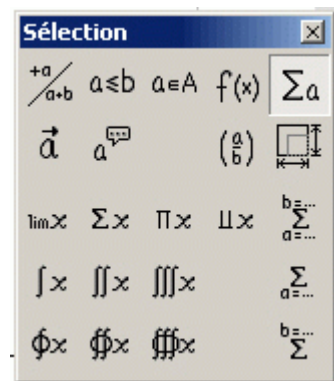 Sélection
+a/a+b a≤b a∈A f(x) Σa
a⃗ a (a b)
lim x Σx Πx ∐x b=... Σ a=...
∫x ∬x ∭x Σ a=...
∮x ∯x ∰x b=... Σ